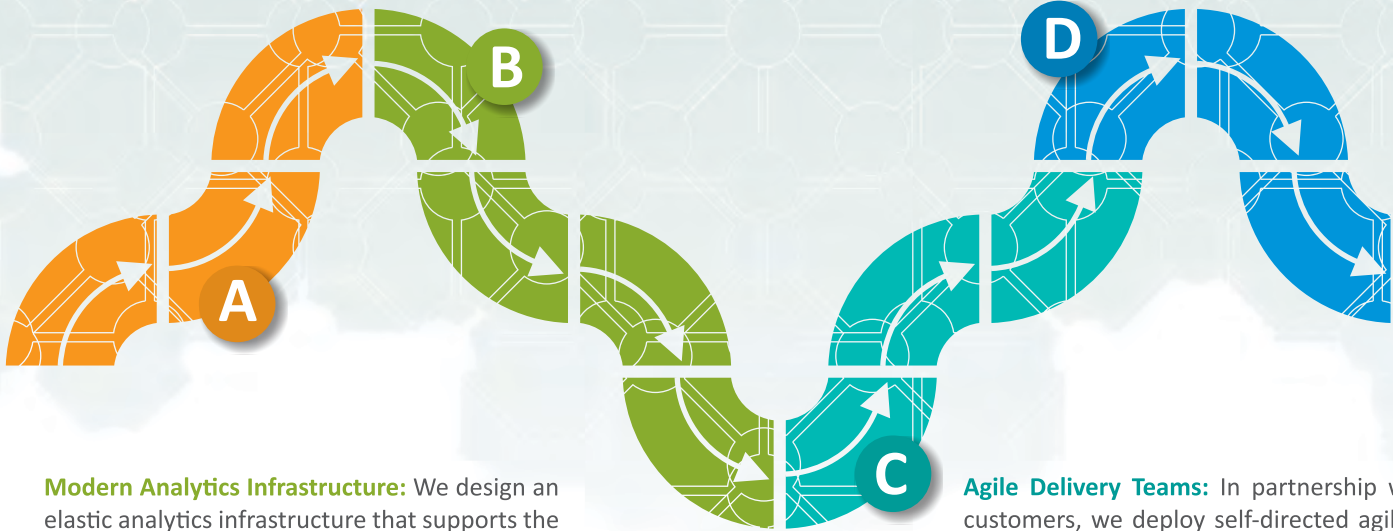 A
B
C
D
Modern Analytics Infrastructure: We design an
elastic analytics infrastructure that supports the
Agile Delivery Teams: In partnership
customers, we deploy self-directed agil